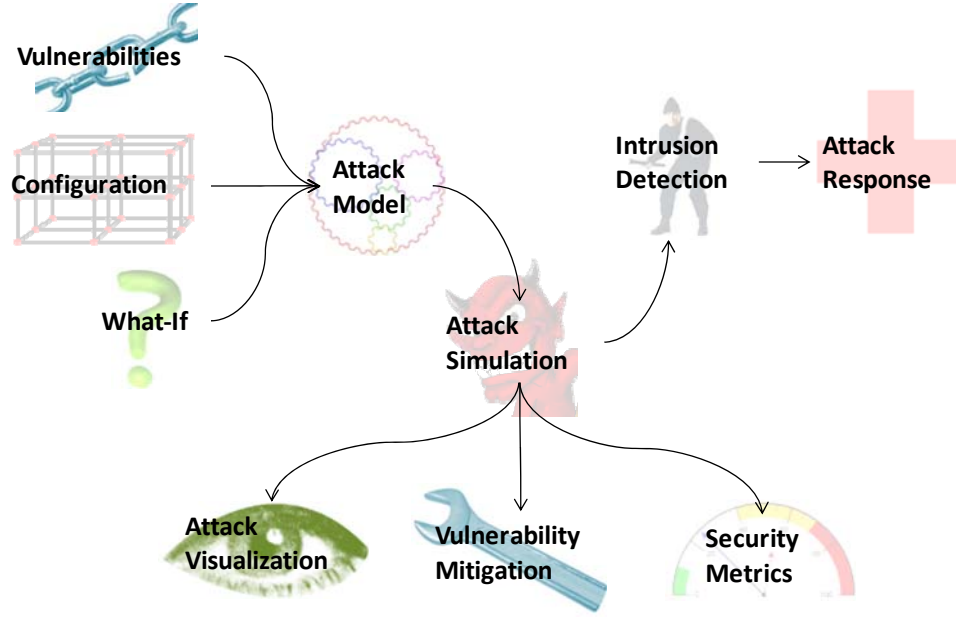 Vulnerabilities
Configuration
What-If
Attack
Model
Attack
Simulation
Intrusion
Detection
Attack
Response
Attack
Visualization
Vulnerability
Mitigation
Security
Metrics